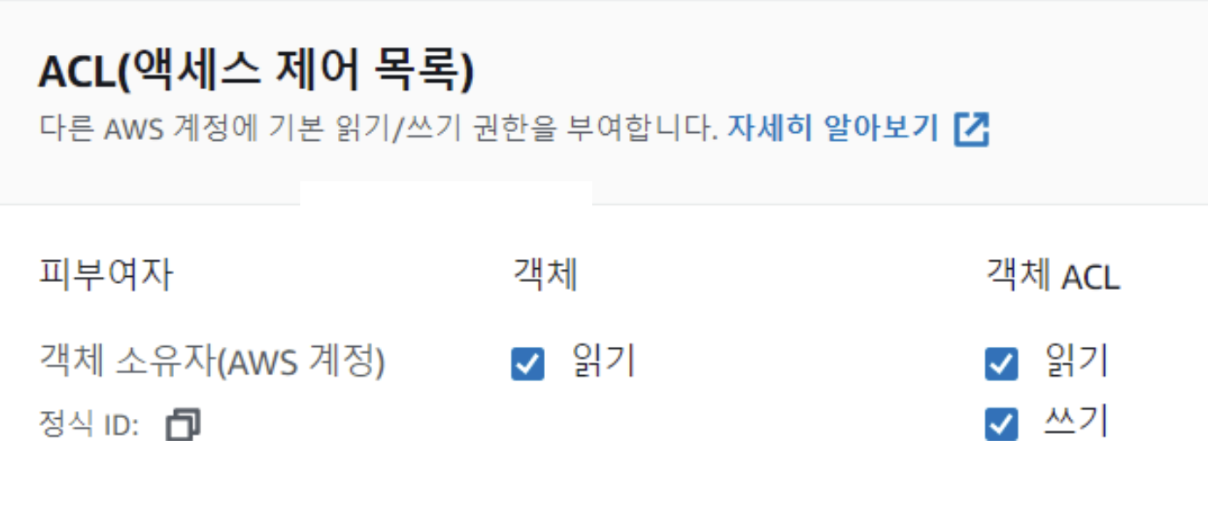 ACL(액세스 제어 목록)
다른 AWS 계정에 기본 읽기/쓰기 권한을 부여합니다. 자세히 알아보기
피부여자 객체 객체 ACL
객체 소유자(AWS 계정) 읽기 읽기
정식 ID: 쓰기